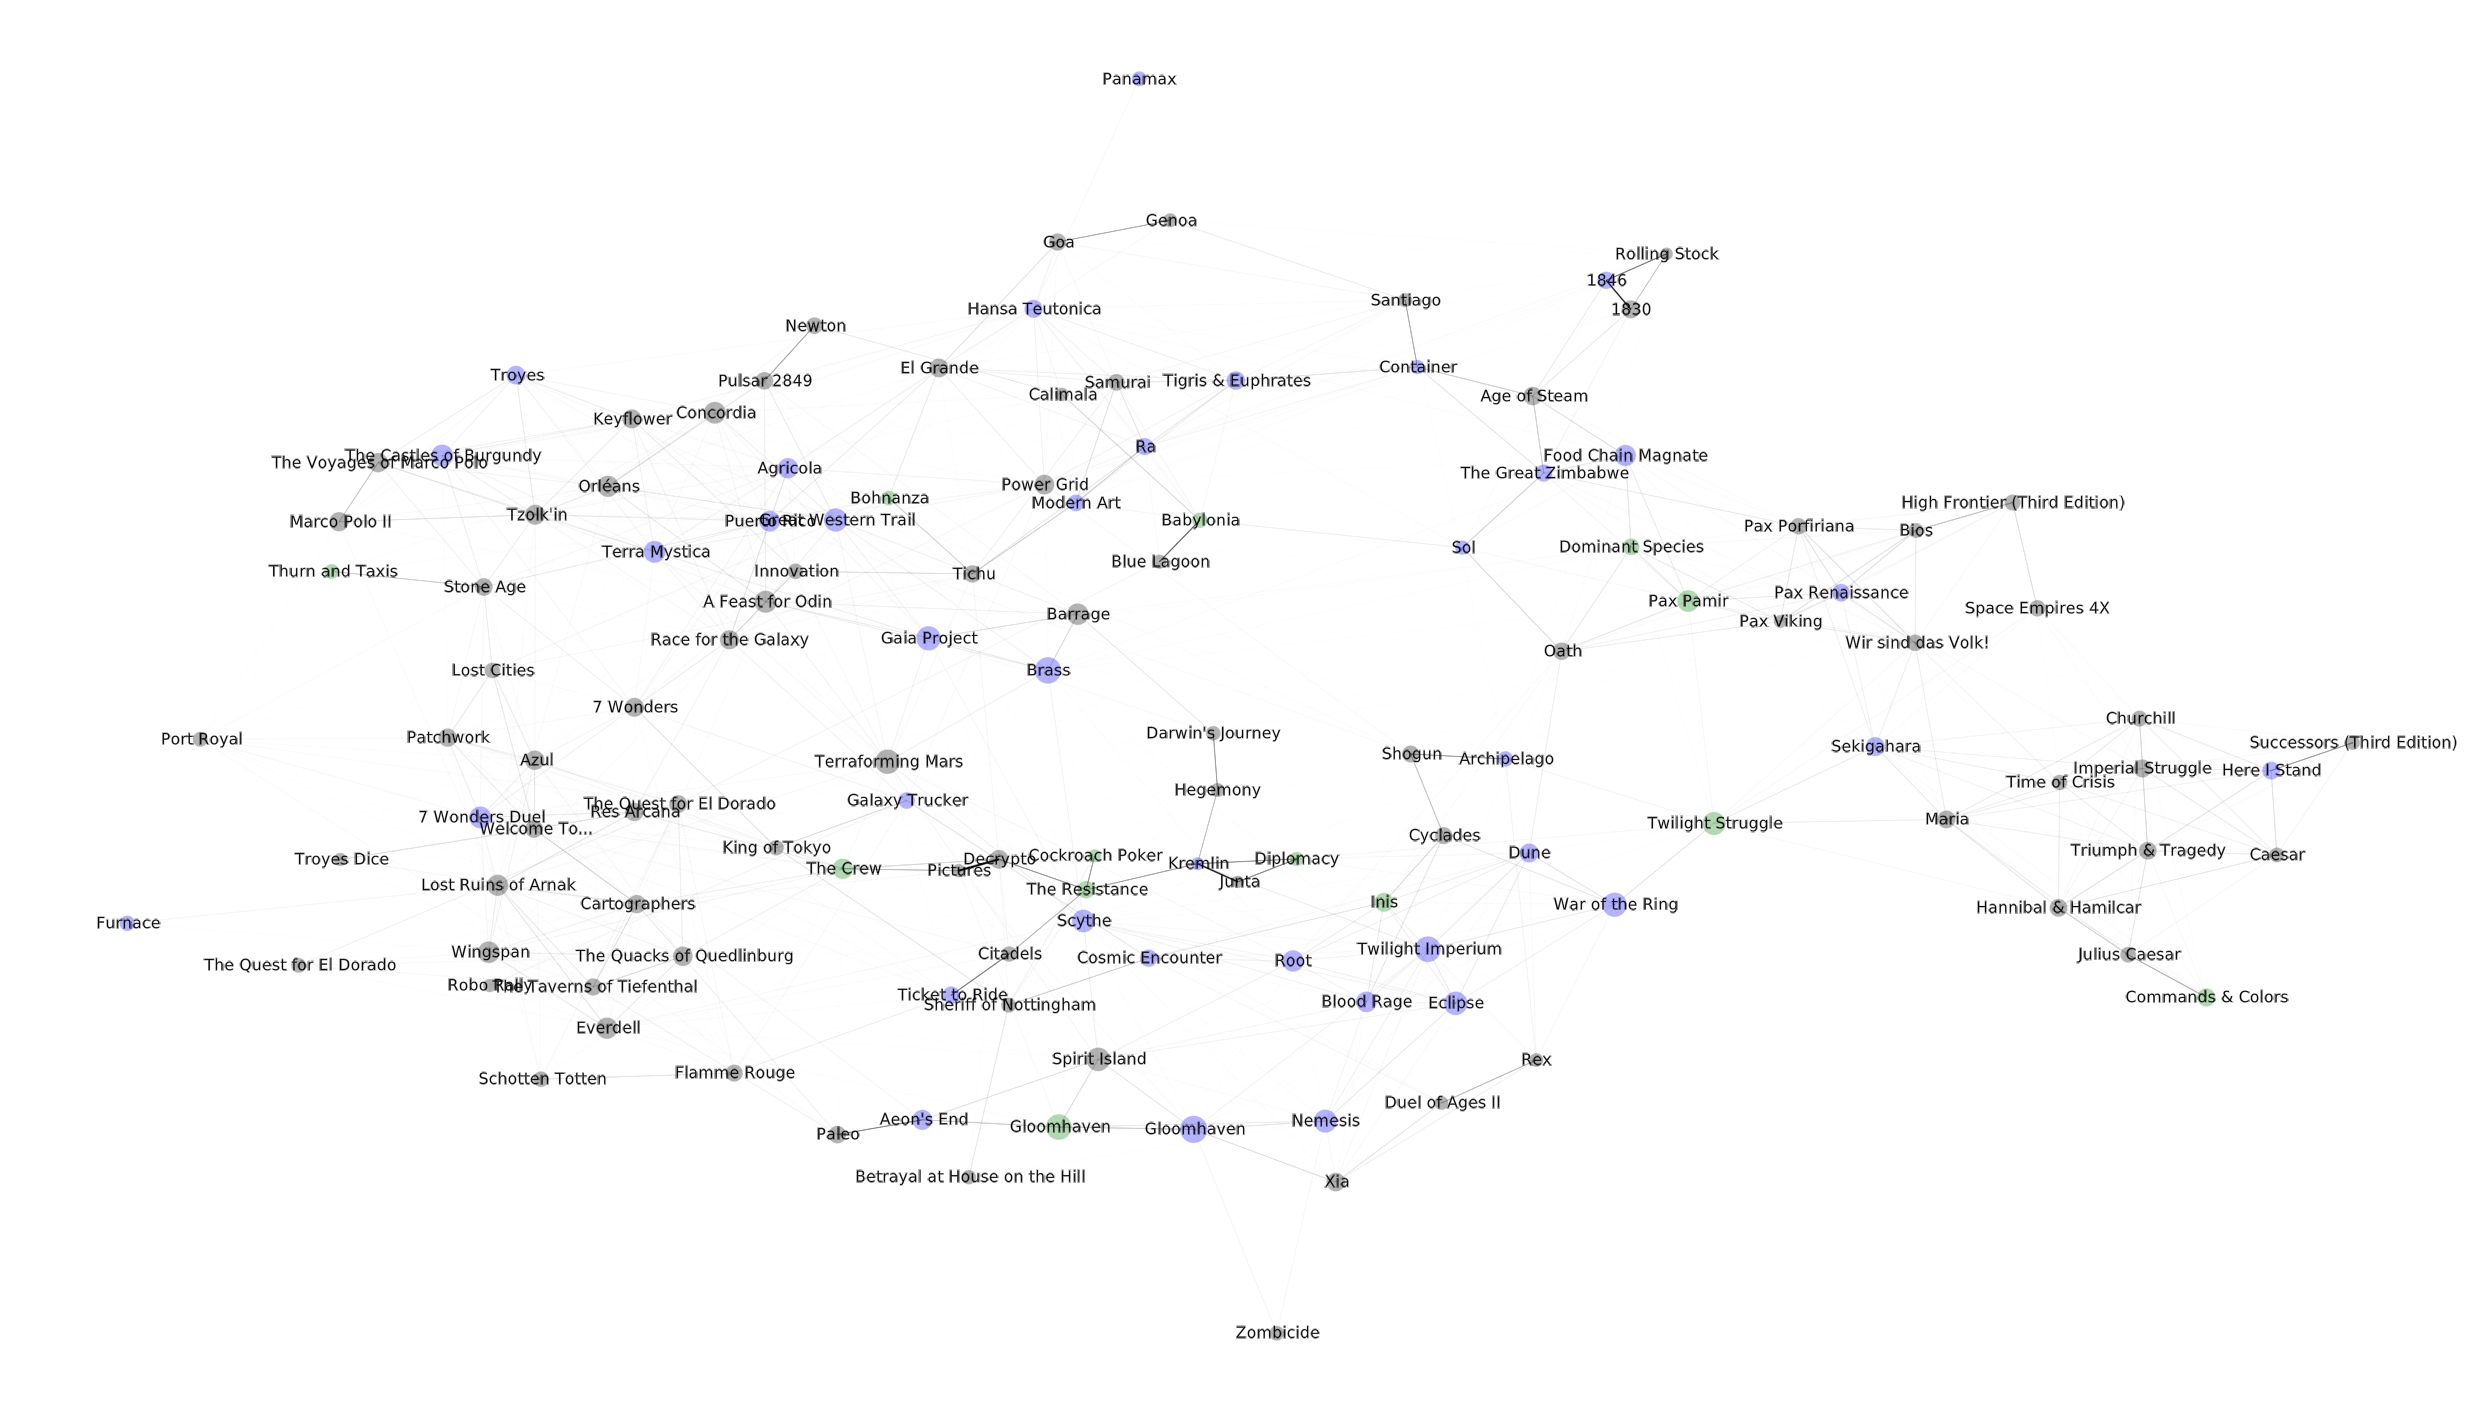 Panamax
Genoa
Goa
Rolling Stock
1846
Santiago
Hansa Teutonica
1830
Newton
El Grande
Container
Troyes
Pulsar 2849
Samurai
Tigris & Euphrates
Calimala
Age of Steam
Concordia
Keyflower
Ra
The Castles of Burgundy
Food Chain Magnate
The Voyages of Marco Polo
Agricola
The Great Zimbabwe
Power Grid
Orléans
Bohnanza
Modern Art
High Frontier (Third Edition)
Tzolk'in
Marco Polo II
Puerto Rico
Great Western Trail
Babylonia
Pax Porfiriana
Bios
Sol
Dominant Species
Terra Mystica
Blue Lagoon
Thurn and Taxis
Innovation
Tichu
Stone Age
Pax Renaissance
A Feast for Odin
Pax Pamir
Space Empires 4X
Barrage
Pax Viking
Race for the Galaxy
Gaia Project
Wir sind das Volk!
Oath
Lost Cities
Brass
7 Wonders
Churchill
Darwin's Journey
Port Royal
Patchwork
Successors (Third Edition)
Sekigahara
Shogun
Archipelago
Azul
Terraforming Mars
Imperial Struggle
Here I Stand
Time of Crisis
Hegemony
Galaxy Trucker
The Quest for El Dorado
Res Arcana
7 Wonders Duel
Maria
Twilight Struggle
Welcome To...
Cyclades
King of Tokyo
Triumph & Tragedy
Dune
Caesar
Cockroach Poker
Troyes Dice
Decrypto
Diplomacy
Kremlin
The Crew
Pictures
Junta
Lost Ruins of Arnak
The Resistance
Inis
Cartographers
War of the Ring
Hannibal & Hamilcar
Scythe
Furnace
Twilight Imperium
Wingspan
Citadels
Julius Caesar
The Quacks of Quedlinburg
Cosmic Encounter
Root
The Quest for El Dorado
Robo Rally
The Taverns of Tiefenthal
Ticket to Ride
Commands & Colors
Blood Rage
Eclipse
Sheriff of Nottingham
Everdell
Spirit Island
Rex
Flamme Rouge
Schotten Totten
Duel of Ages II
Aeon's End
Nemesis
Gloomhaven
Gloomhaven
Paleo
Betrayal at House on the Hill
Xia
Zombicide